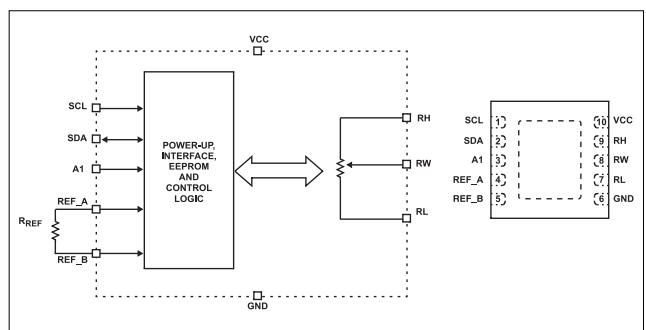 VCC
SCL
SDA
A1
REF_A
RREF
REF_B
POWER-UP,
INTERFACE,
EEPROM
AND
CONTROL
LOGIC
RH
RW
RL
GND
SCL 1
SDA 2
A1 3
REF_A 4
REF_B 5
10 VCC
9 RH
8 RW
7 RL
6 GND